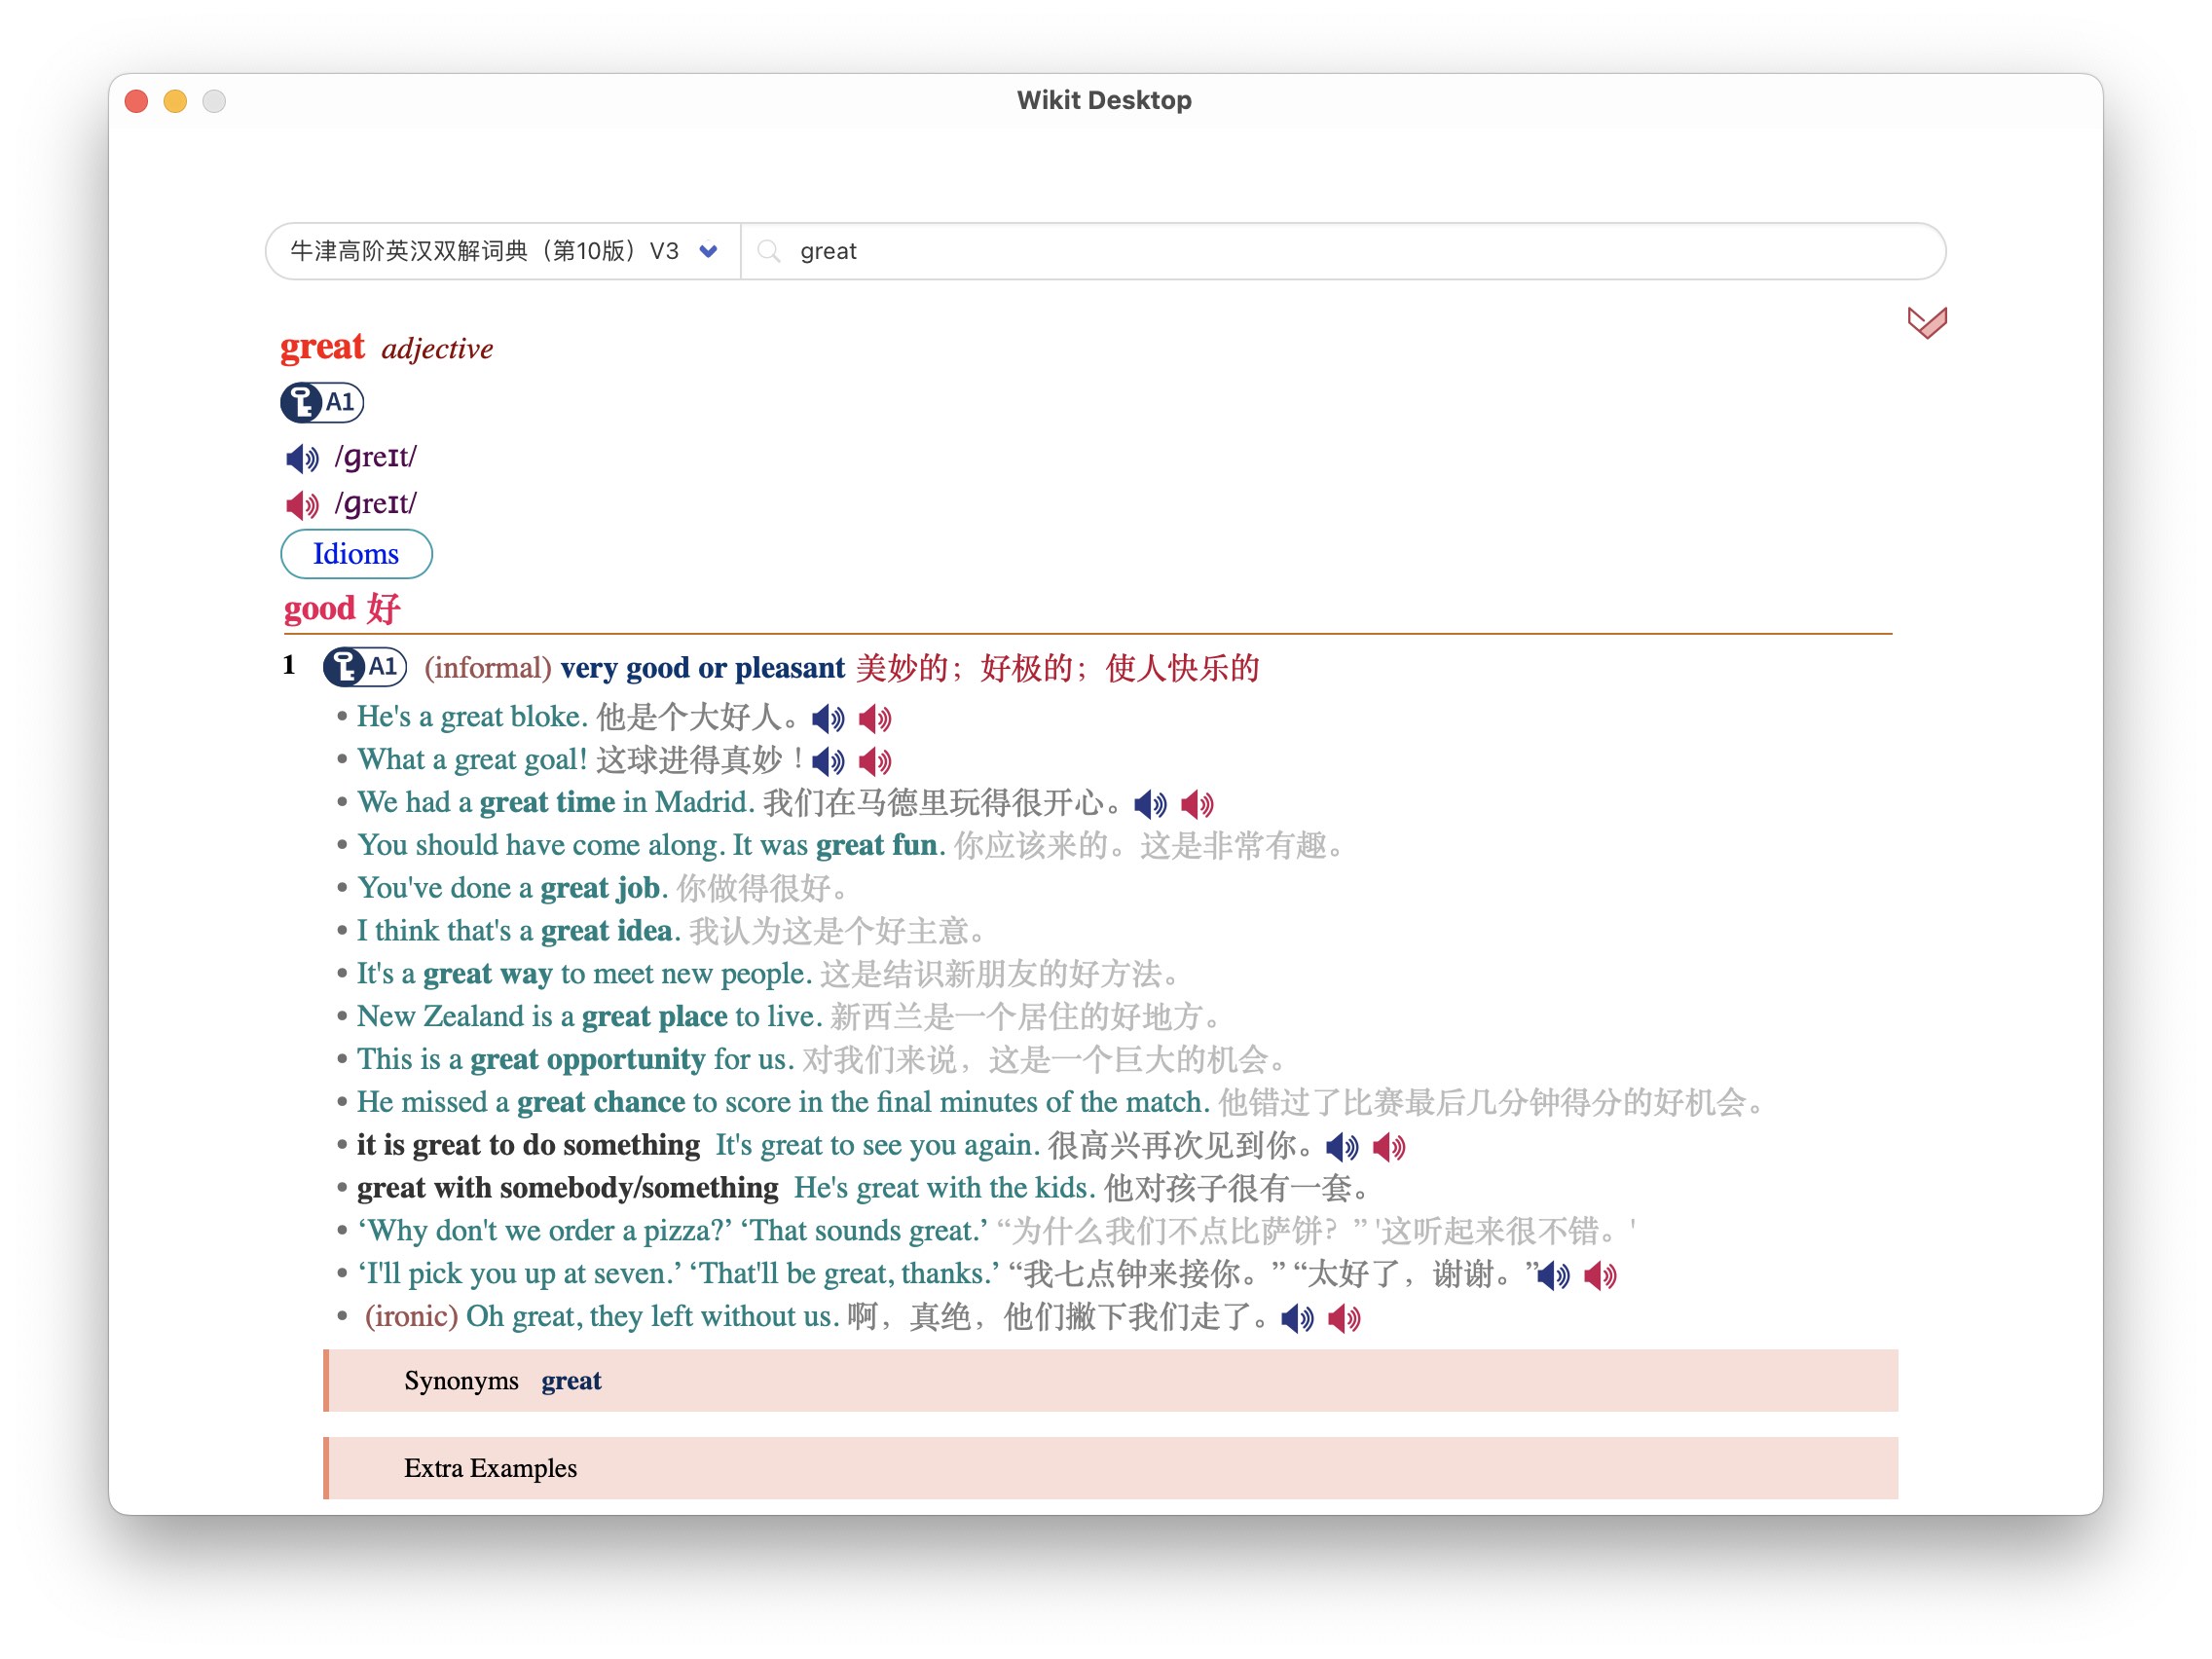 Wikit Desktop
牛津高阶英汉双解词典（第10版）V3 great
great adjective
A1
/ɡreɪt/
/ɡreɪt/
Idioms
good 好
1 A1 (informal) very good or pleasant 美妙的；好极的；使人快乐的
• He's a great bloke. 他是个大好人。
• What a great goal! 这球进得真妙！
• We had a great time in Madrid. 我们在马德里玩得很开心。
• You should have come along. It was great fun. 你应该来的。这是非常有趣。
• You've done a great job. 你做得很好。
• I think that's a great idea. 我认为这是个好主意。
• It's a great way to meet new people. 这是结识新朋友的好方法。
• New Zealand is a great place to live. 新西兰是一个居住的好地方。
• This is a great opportunity for us. 对我们来说，这是一个巨大的机会。
• He missed a great chance to score in the final minutes of the match. 他错过了比赛最后几分钟得分的好机会。
• it is great to do something It's great to see you again. 很高兴再次见到你。
• great with somebody/something He's great with the kids. 他对孩子很有一套。
• ‘Why don't we order a pizza?’ ‘That sounds great.’ “为什么我们不点比萨饼？” '这听起来很不错。'
• ‘I'll pick you up at seven.’ ‘That'll be great, thanks.’ “我七点钟来接你。” “太好了，谢谢。”
• (ironic) Oh great, they left without us. 啊，真绝，他们撇下我们走了。
Synonyms great
Extra Examples